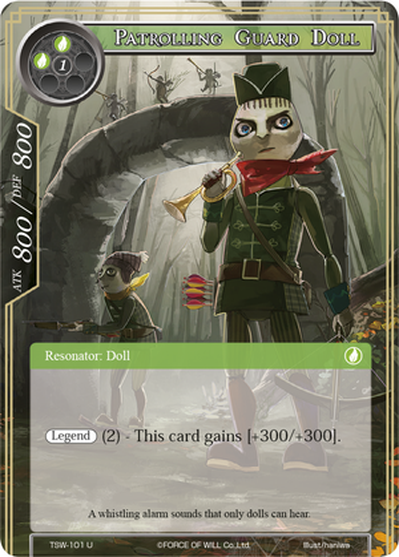 PATROLLING GUARD DOLL
1
ATK 800 / DEF 800
Resonator: Doll
Legend (2) - This card gains [+300/+300].
A whistling alarm sounds that only dolls can hear.
TSW-101 U ©FORCE OF WILL Co.,Ltd. Illust/haniwa